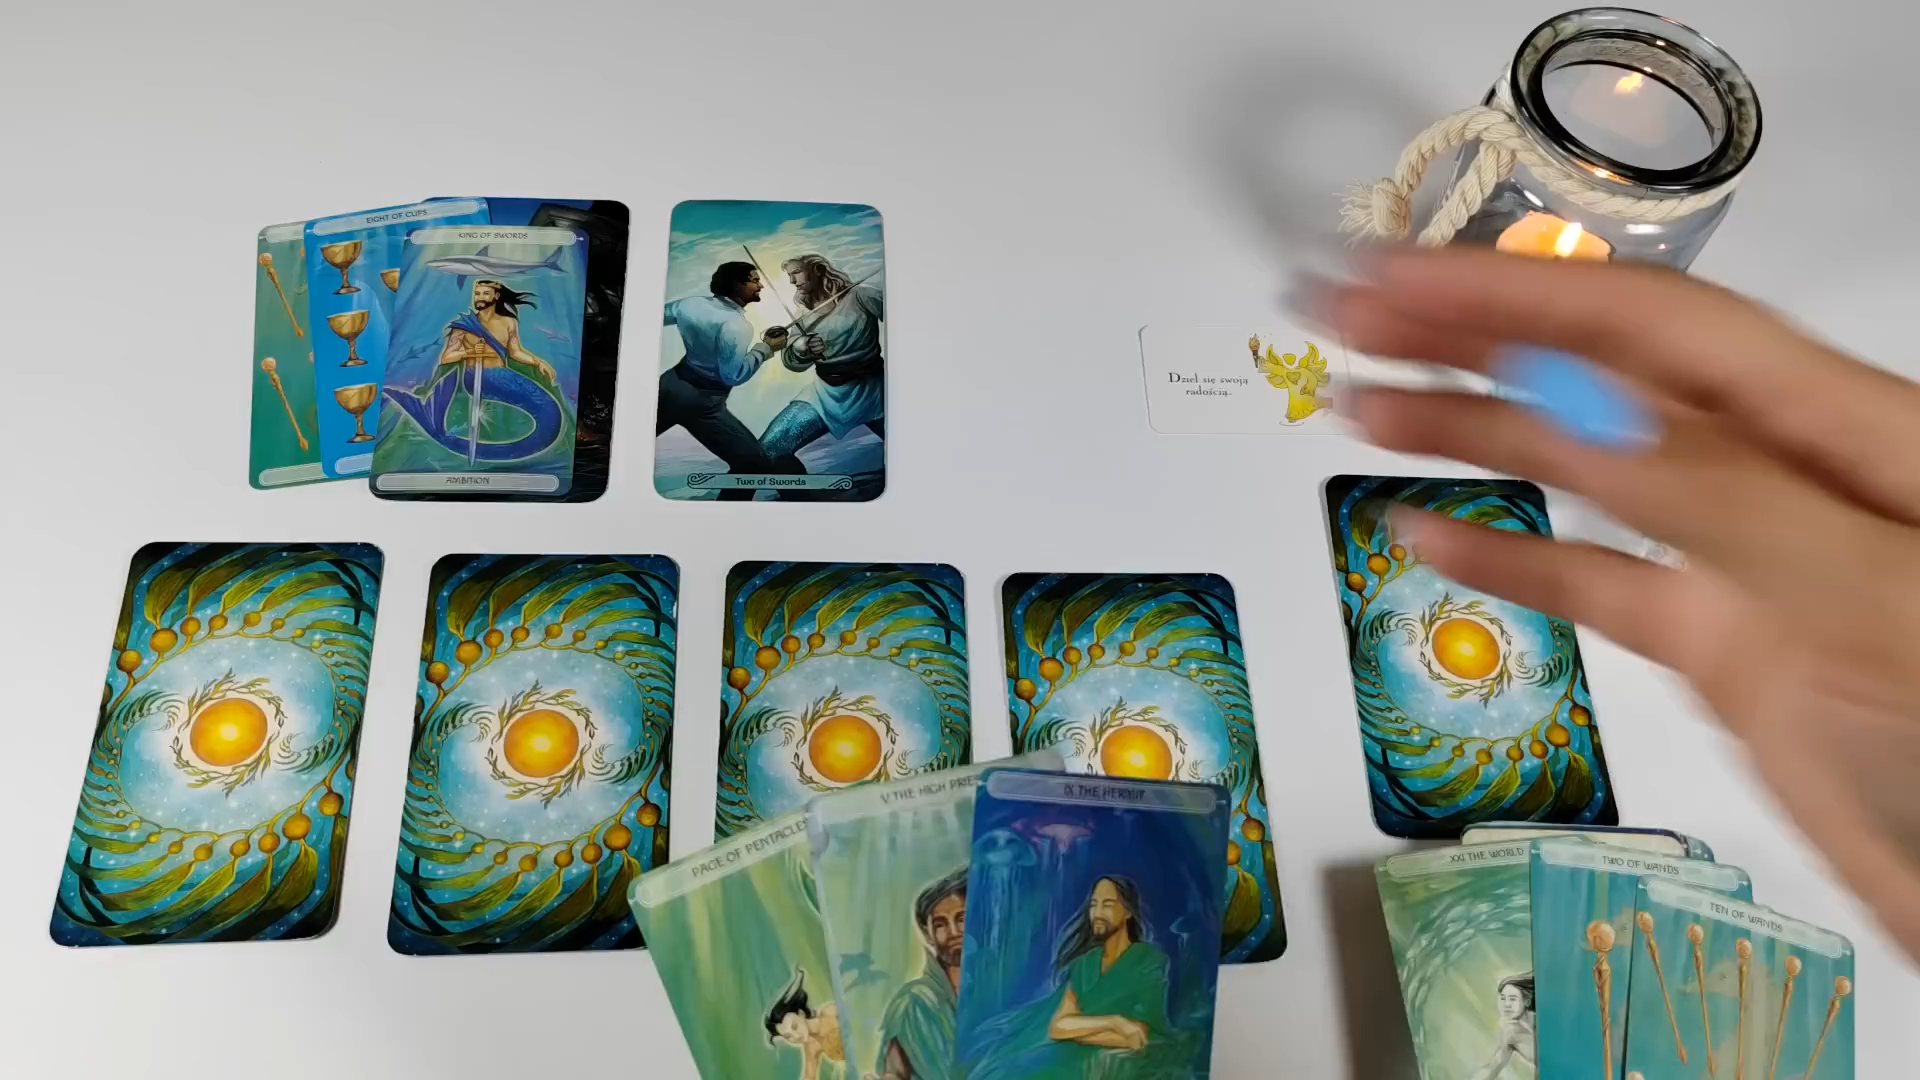 EIGHT OF CUPS
KING OF SWORDS
AMBITION
Two of Swords
Dziel się swoją
radością.
PAGE OF PENTACLES
V THE HIGH
IX THE HERMIT
XXI THE WORLD
TWO OF WANDS
TEN OF WANDS